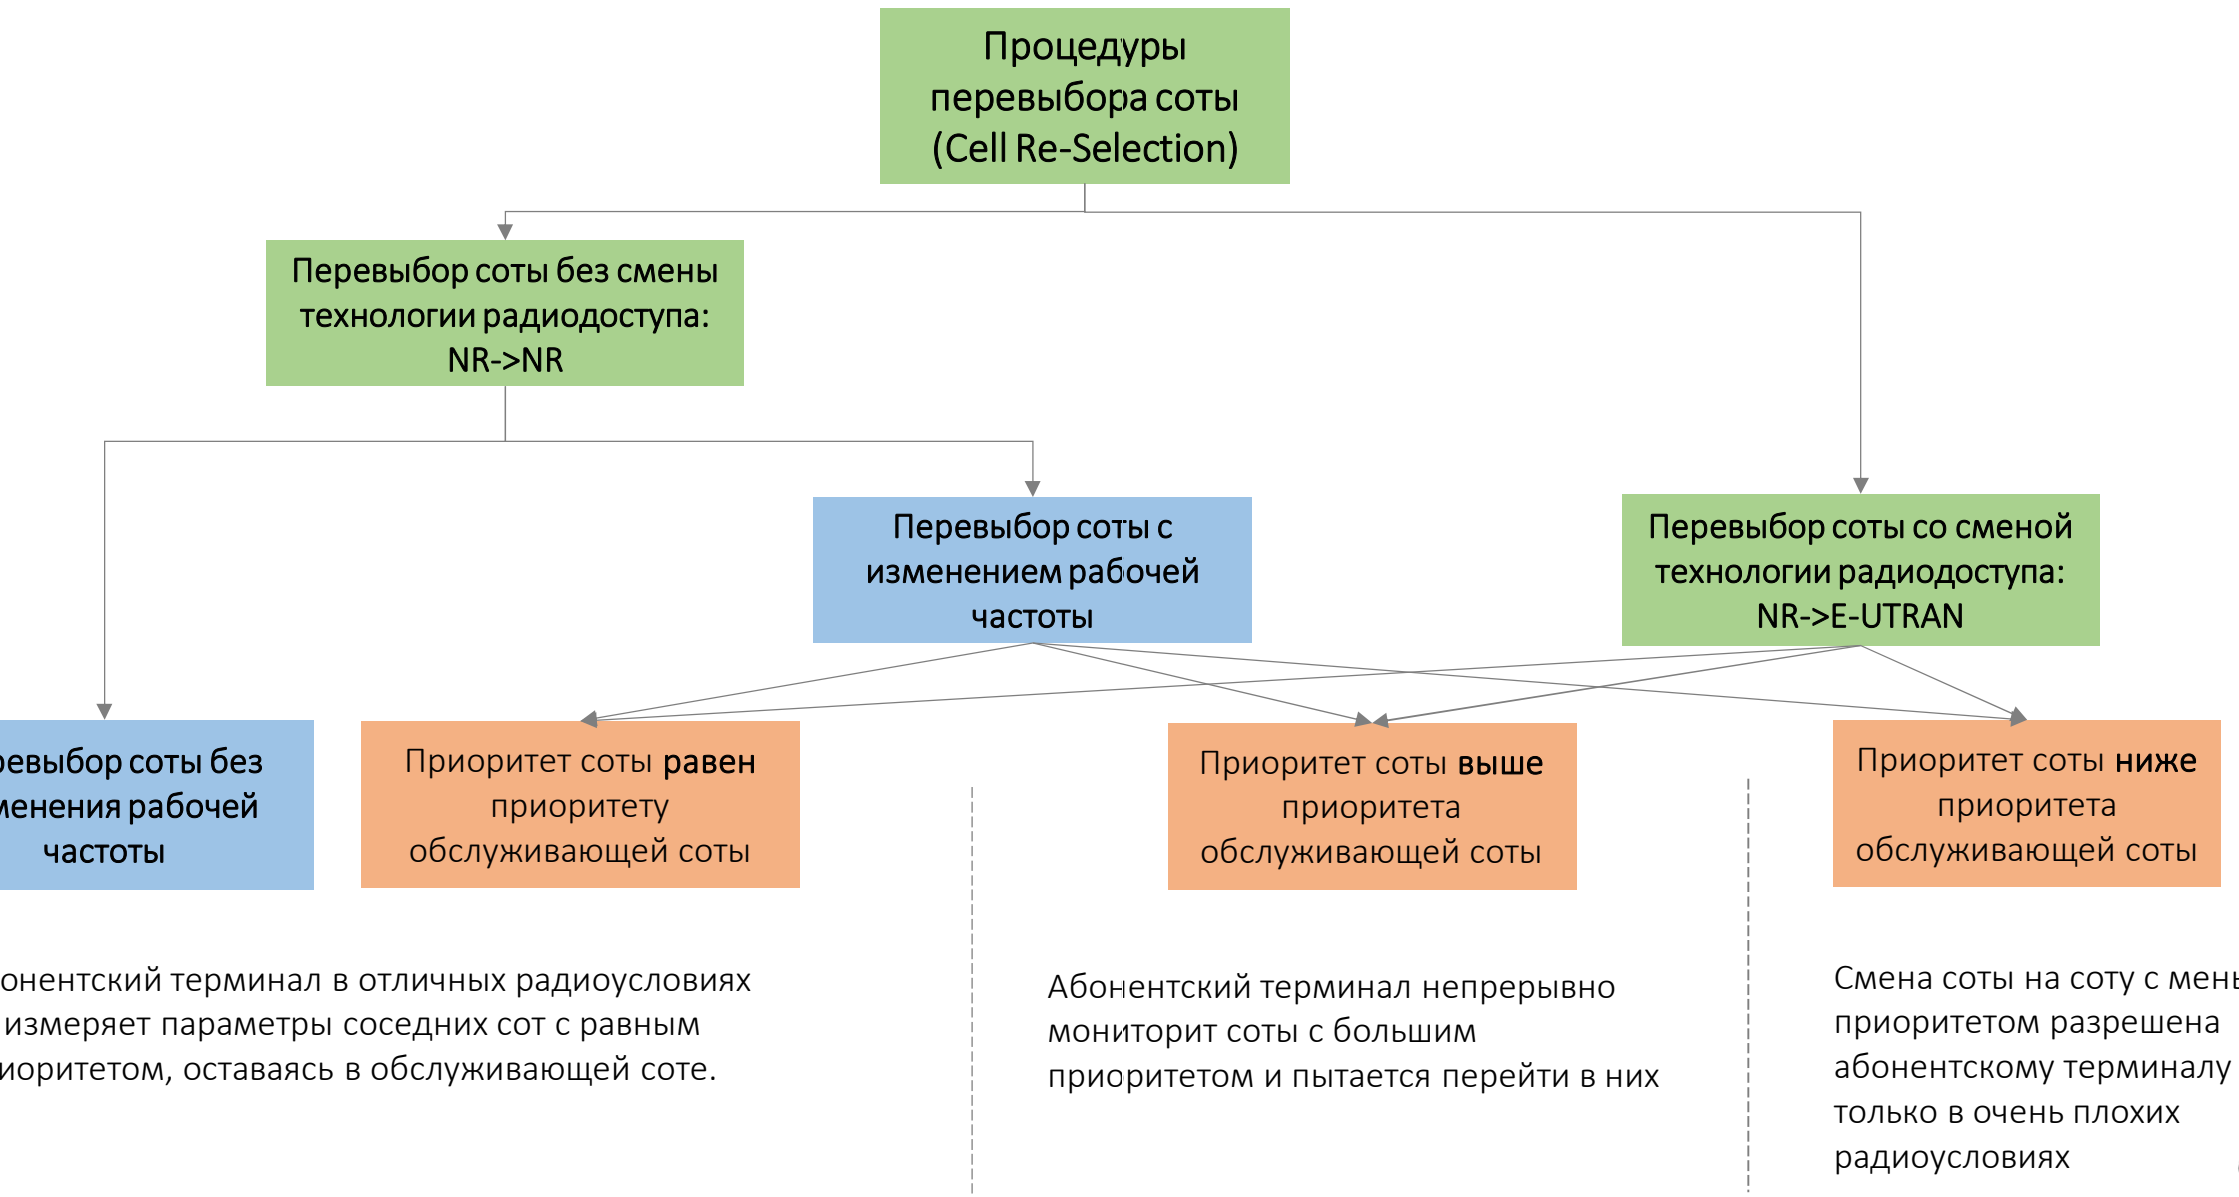 Процедуры
перевыбора соты
(Cell Re-Selection)
Перевыбор соты без смены
технологии радиодоступа:
NR->NR
Перевыбор соты с
изменением рабочей
частоты
Перевыбор соты со сменой
технологии радиодоступа:
NR->E-UTRAN
ревыбор соты без
менения рабочей
частоты
Приоритет соты равен
приоритету
обслуживающей соты
Приоритет соты выше
приоритета
обслуживающей соты
Приоритет соты ниже
приоритета
обслуживающей соты
онентский терминал в отличных радиоусловиях
измеряет параметры соседних сот с равным
иоритетом, оставаясь в обслуживающей соте.
Абонентский терминал непрерывно
мониторит соты с большим
приоритетом и пытается перейти в них
Смена соты на соту с мень
приоритетом разрешена
абонентскому терминалу
только в очень плохих
радиоусловиях